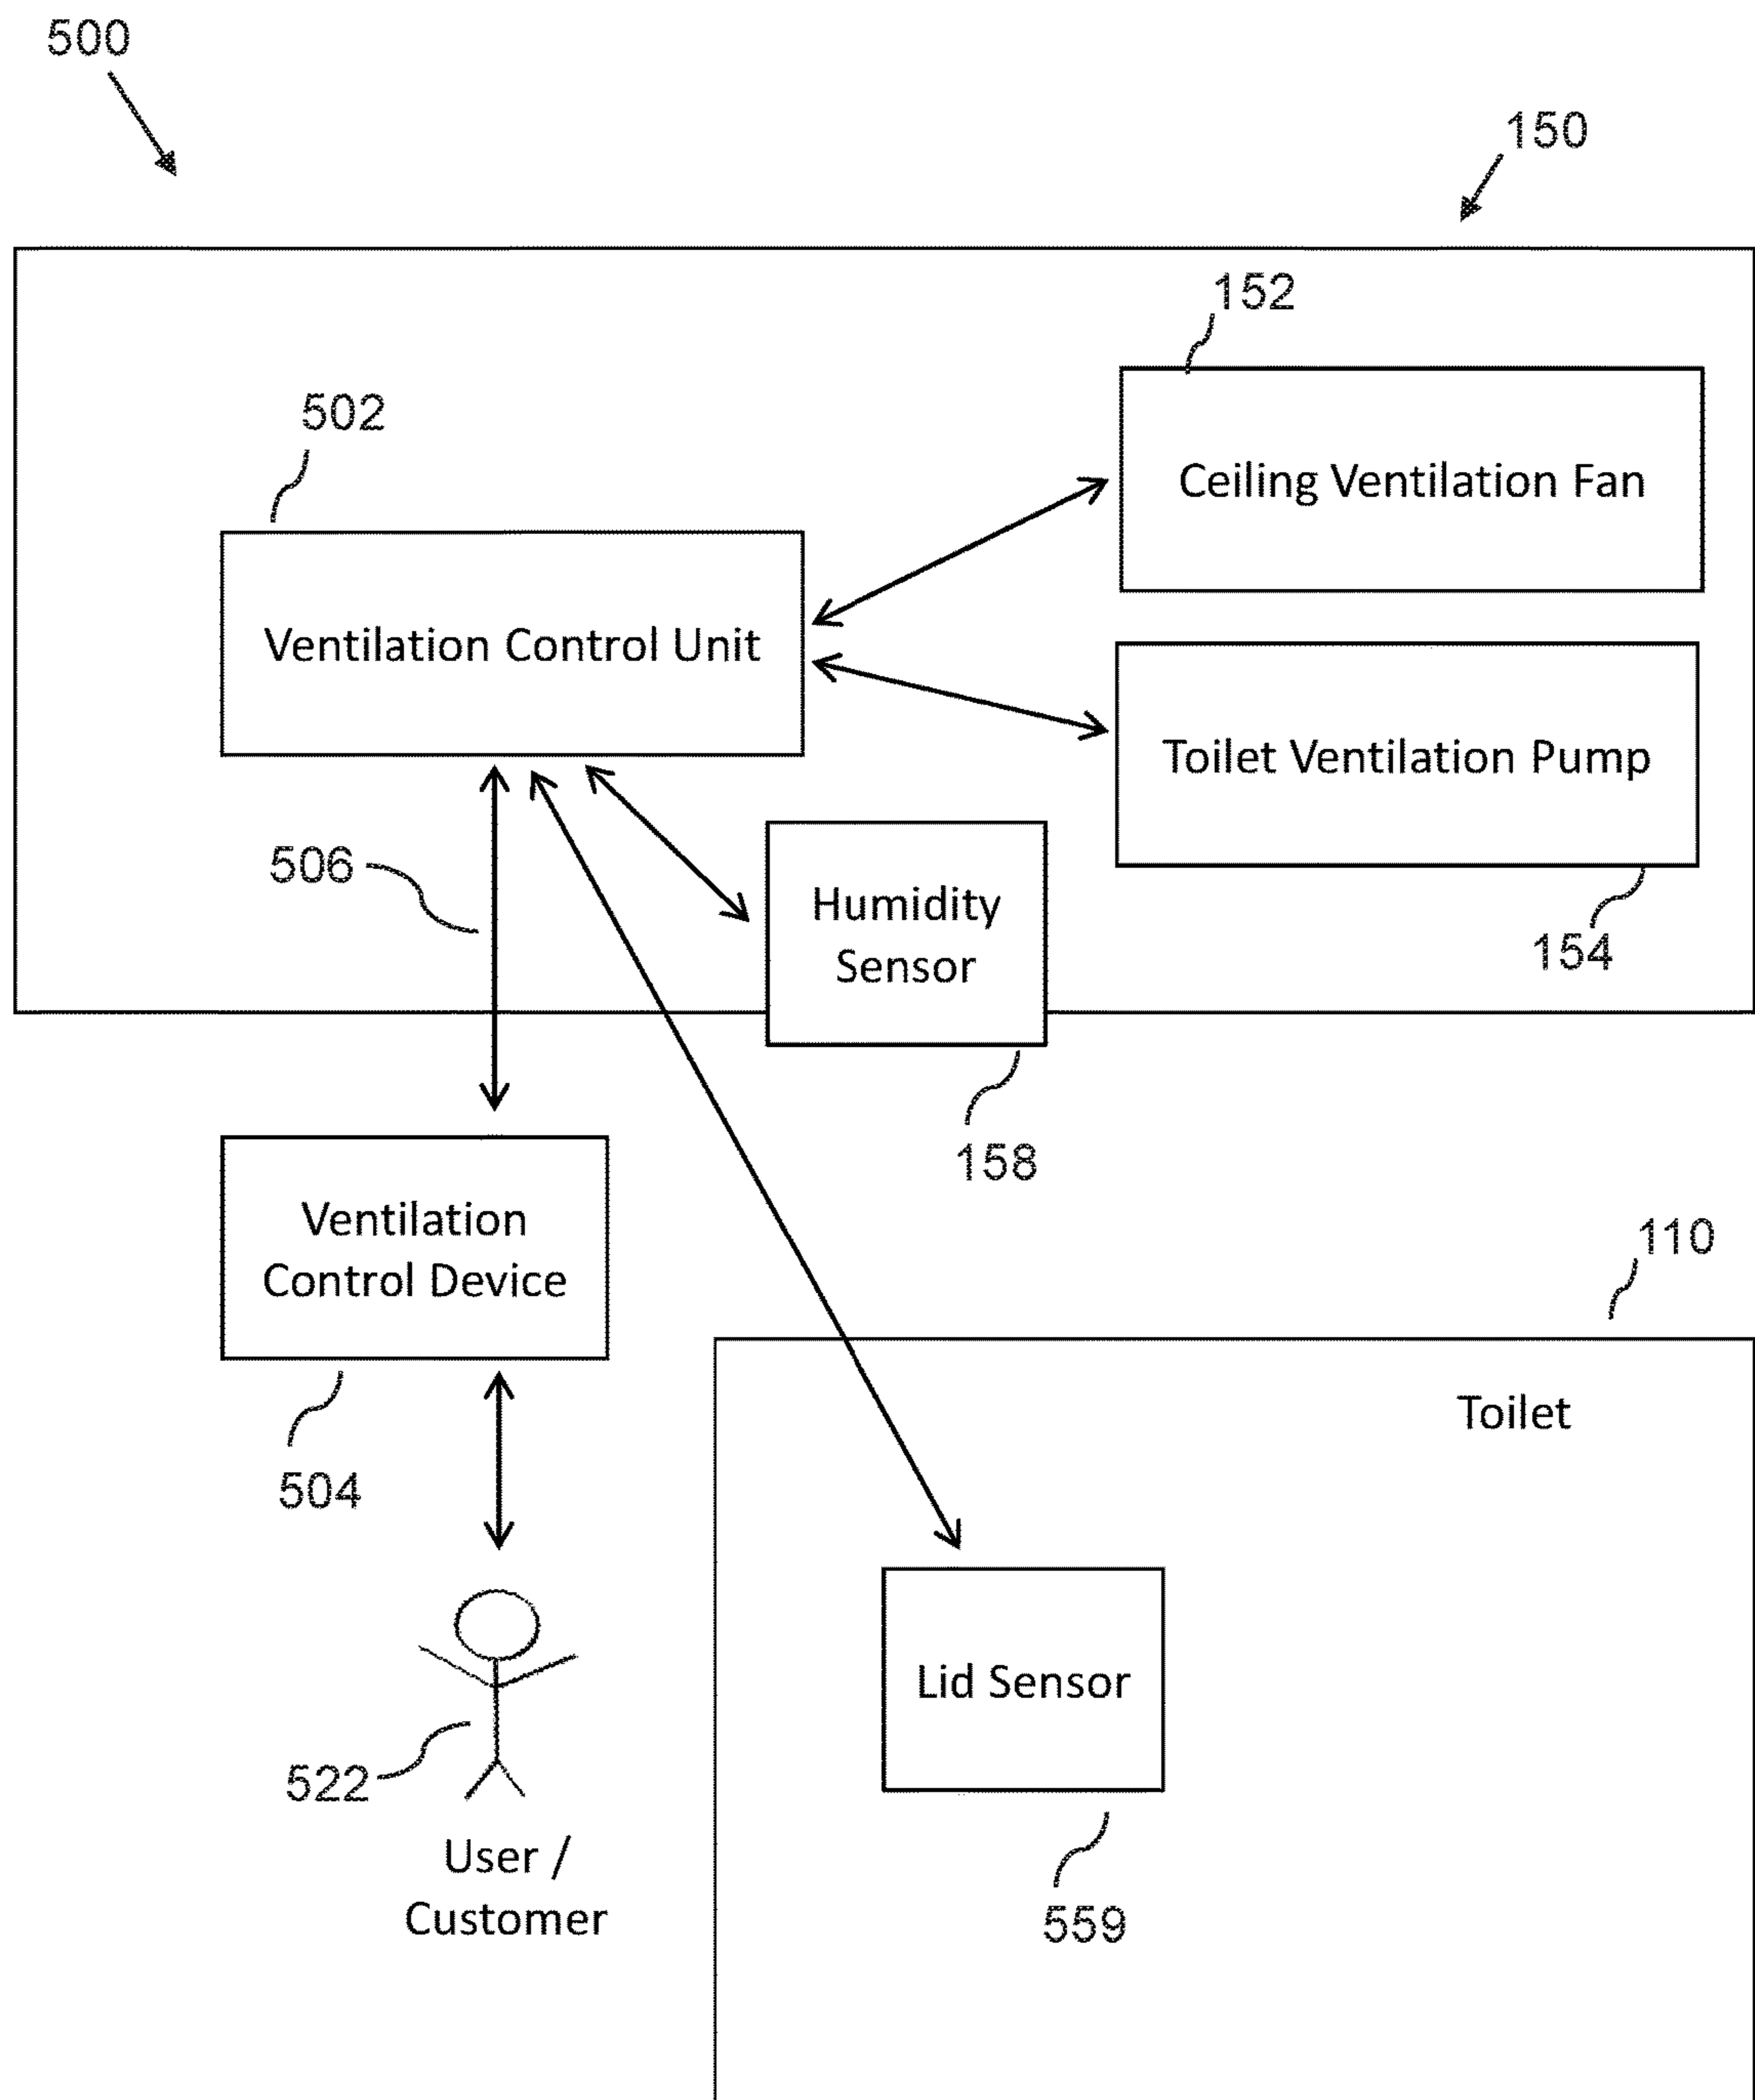 500
150
152
502
Ceiling Ventilation Fan
Ventilation Control Unit
Toilet Ventilation Pump
506
Humidity
Sensor
154
158
Ventilation
Control Device
110
Toilet
504
Lid Sensor
522
User /
Customer
559